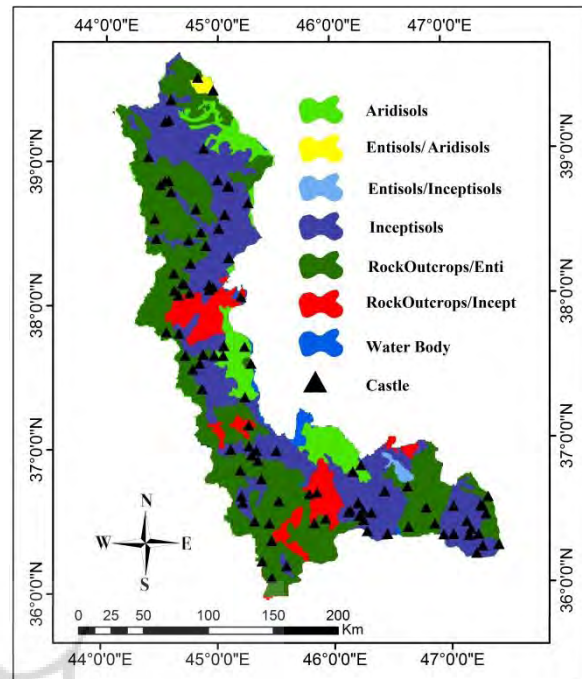 44°0'0"E 45°0'0"E 46°0'0"E 47°0'0"E
39°0'0"N
38°0'0"N
37°0'0"N
36°0'0"N
Aridisols
Entisols/Aridisols
Entisols/Inceptisols
Inceptisols
RockOutcrops/Enti
RockOutcrops/Incept
Water Body
Castle
39°0'0"N
38°0'0"N
37°0'0"N
36°0'0"N
N
W E
S
0 25 50 100 150 200
Km
44°0'0"E 45°0'0"E 46°0'0"E 47°0'0"E